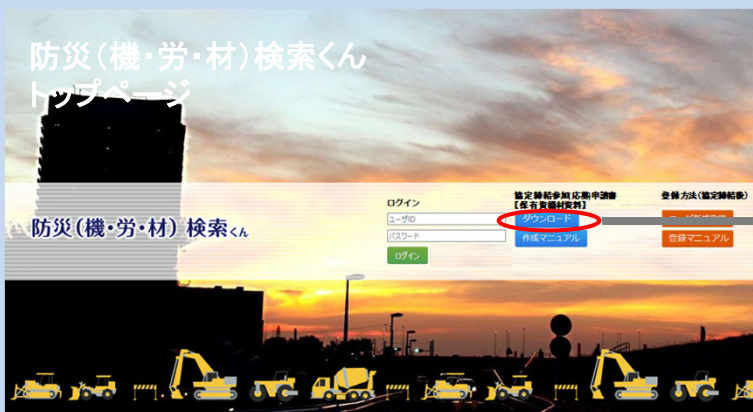 防災(機・労・材)検索くん
トップページ
防災(機・労・材)検索くん
ログイン
ユーザID
パスワード
ログイン
協定締結参加(応募)申請書
【保有資機材資料】
ダウンロード
作成マニュアル
登録方法(協定締結後)
登録マニュアル